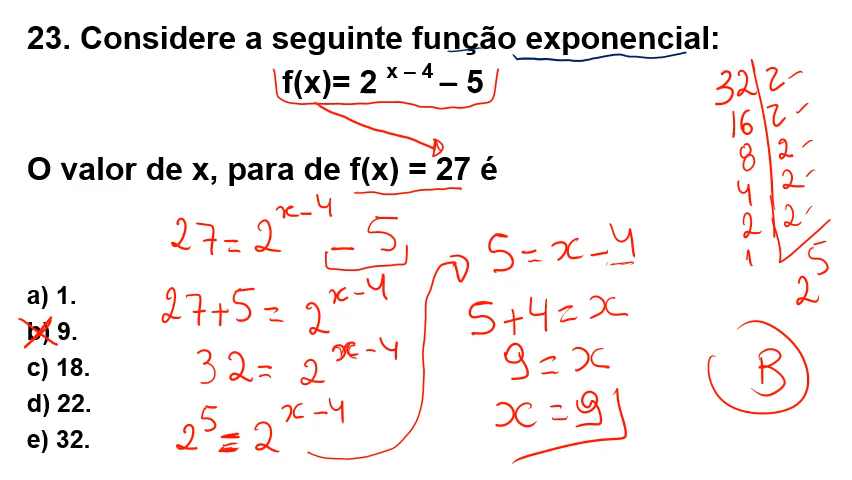 23. Considere a seguinte função exponencial:
f(x)= 2 ˣ ⁻ ⁴ – 5
O valor de x, para de f(x) = 27 é
27 = 2ˣ⁻⁴ – 5
27+5 = 2ˣ⁻⁴
32 = 2ˣ⁻⁴
2⁵ = 2ˣ⁻⁴
a) 1.
b) 9.
c) 18.
d) 22.
e) 32.
5 = x – 4
5+4 = x
9 = x
x = 9
32 2
16 2
8 2
4 2
2 2
1
2⁵
B